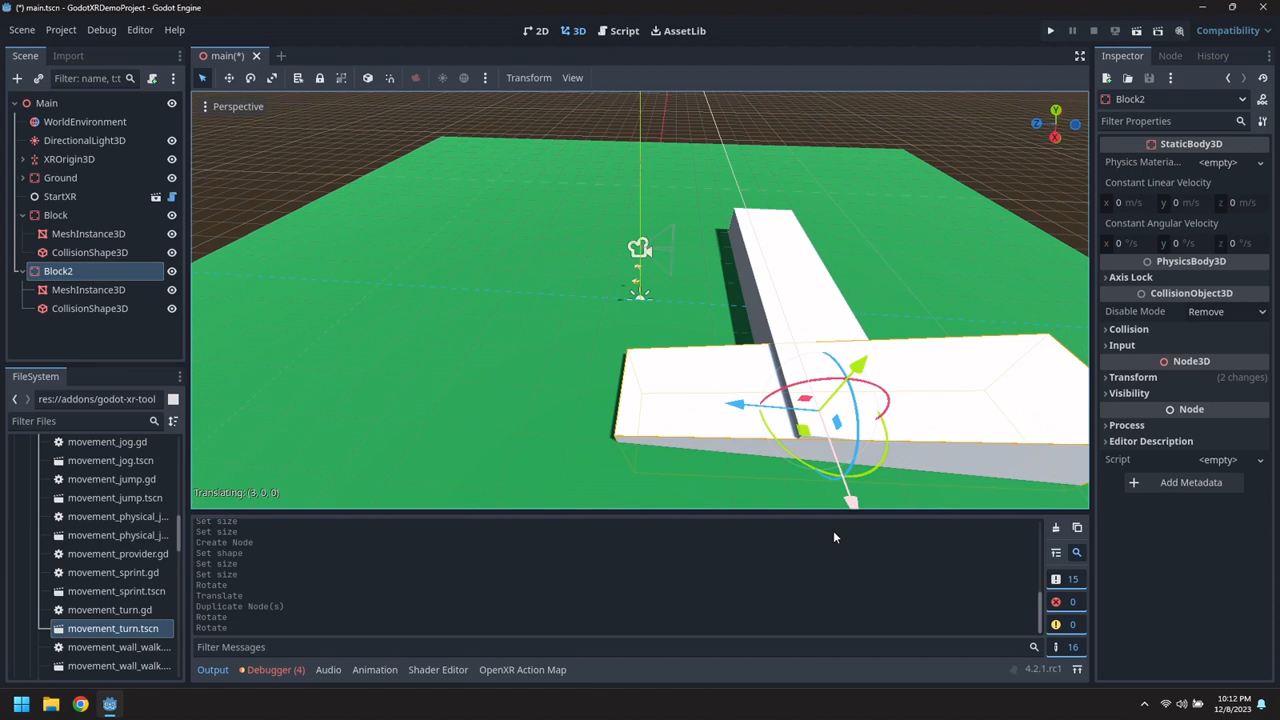 (*) main.tscn - GodotXRDemoProject - Godot Engine
Scene Project Debug Editor Help
2D 3D Script AssetLib
Compatibility
Scene Import
main(*)
Inspector Node History
Filter: name, t:t
Transform View
Main
WorldEnvironment
DirectionalLight3D
XROrigin3D
Ground
StartXR
Block
MeshInstance3D
CollisionShape3D
Block2
MeshInstance3D
CollisionShape3D
FileSystem
res://addons/godot-xr-tool
Filter Files
movement_jog.gd
movement_jog.tscn
movement_jump.gd
movement_jump.tscn
movement_physical_j...
movement_physical_j...
movement_provider.gd
movement_sprint.gd
movement_sprint.tscn
movement_turn.gd
movement_turn.tscn
movement_wall_walk....
movement_wall_walk....
Perspective
Y
Z
X
Translating: (3, 0, 0)
Set size
Set size
Create Node
Set shape
Set size
Set size
Rotate
Translate
Duplicate Node(s)
Rotate
Rotate
15
0
0
16
Filter Messages
Output Debugger (4) Audio Animation Shader Editor OpenXR Action Map
4.2.1.rc1
Block2
Filter Properties
StaticBody3D
Physics Materia... <empty>
Constant Linear Velocity
x 0 m/s y 0 m/s z 0 m/s
Constant Angular Velocity
x 0 °/s y 0 °/s z 0 °/s
PhysicsBody3D
Axis Lock
CollisionObject3D
Disable Mode Remove
Collision
Input
Node3D
Transform (2 changes)
Visibility
Node
Process
Editor Description
Script <empty>
Add Metadata
10:12 PM
12/8/2023